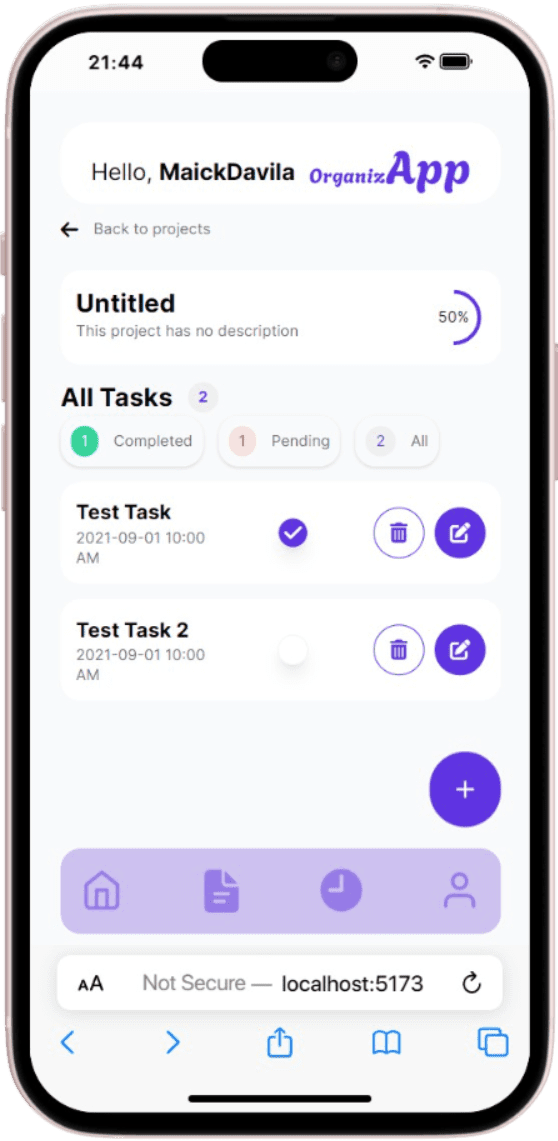 21:44
Hello, MaickDavila OrganizApp
Back to projects
Untitled
This project has no description
50%
All Tasks 2
1 Completed 1 Pending 2 All
Test Task
2021-09-01 10:00
AM
Test Task 2
2021-09-01 10:00
AM
+
AA Not Secure — localhost:5173